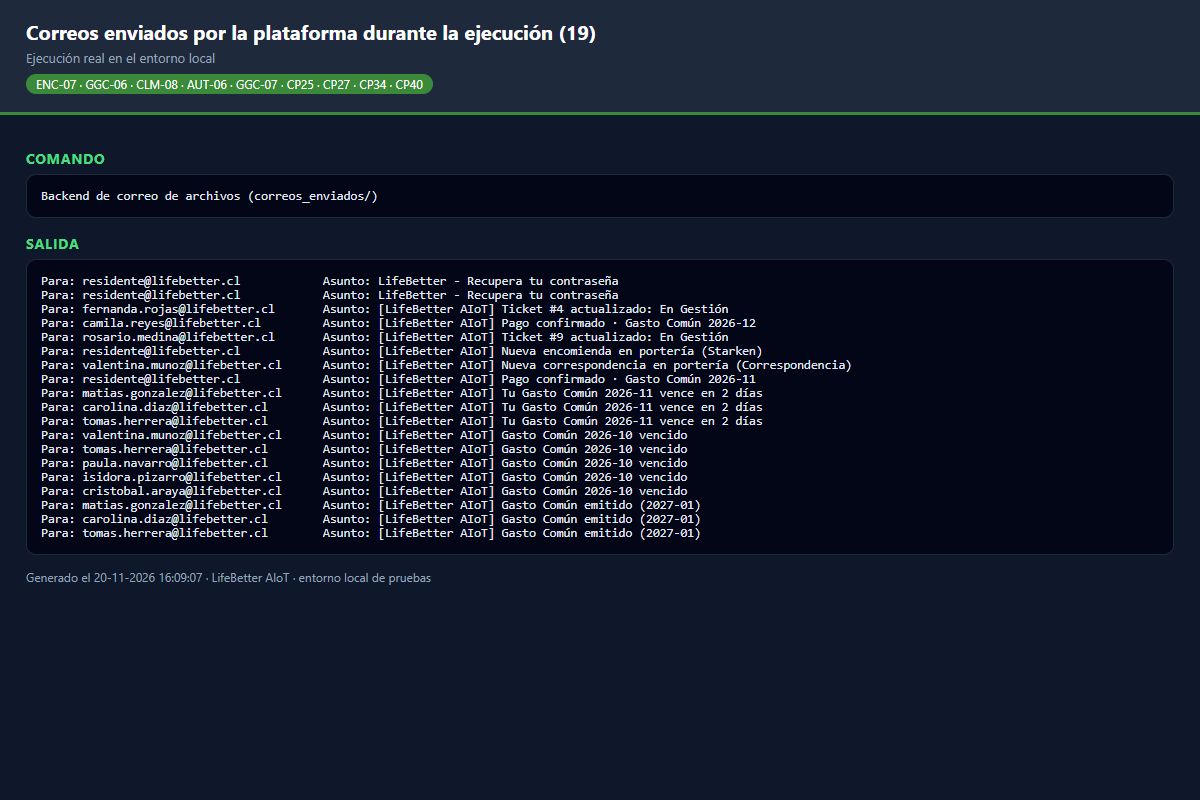 Correos enviados por la plataforma durante la ejecución (19)
Ejecución real en el entorno local
ENC-07 · GGC-06 · CLM-08 · AUT-06 · GGC-07 · CP25 · CP27 · CP34 · CP40
COMANDO
Backend de correo de archivos (correos_enviados/)
SALIDA
Para: residente@lifebetter.cl Asunto: LifeBetter - Recupera tu contraseña
Para: residente@lifebetter.cl Asunto: LifeBetter - Recupera tu contraseña
Para: fernanda.rojas@lifebetter.cl Asunto: [LifeBetter AIoT] Ticket #4 actualizado: En Gestión
Para: camila.reyes@lifebetter.cl Asunto: [LifeBetter AIoT] Pago confirmado · Gasto Común 2026-12
Para: rosario.medina@lifebetter.cl Asunto: [LifeBetter AIoT] Ticket #9 actualizado: En Gestión
Para: residente@lifebetter.cl Asunto: [LifeBetter AIoT] Nueva encomienda en portería (Starken)
Para: valentina.munoz@lifebetter.cl Asunto: [LifeBetter AIoT] Nueva correspondencia en portería (Correspondencia)
Para: residente@lifebetter.cl Asunto: [LifeBetter AIoT] Pago confirmado · Gasto Común 2026-11
Para: matias.gonzalez@lifebetter.cl Asunto: [LifeBetter AIoT] Tu Gasto Común 2026-11 vence en 2 días
Para: carolina.diaz@lifebetter.cl Asunto: [LifeBetter AIoT] Tu Gasto Común 2026-11 vence en 2 días
Para: tomas.herrera@lifebetter.cl Asunto: [LifeBetter AIoT] Tu Gasto Común 2026-11 vence en 2 días
Para: valentina.munoz@lifebetter.cl Asunto: [LifeBetter AIoT] Gasto Común 2026-10 vencido
Para: tomas.herrera@lifebetter.cl Asunto: [LifeBetter AIoT] Gasto Común 2026-10 vencido
Para: paula.navarro@lifebetter.cl Asunto: [LifeBetter AIoT] Gasto Común 2026-10 vencido
Para: isidora.pizarro@lifebetter.cl Asunto: [LifeBetter AIoT] Gasto Común 2026-10 vencido
Para: cristobal.araya@lifebetter.cl Asunto: [LifeBetter AIoT] Gasto Común 2026-10 vencido
Para: matias.gonzalez@lifebetter.cl Asunto: [LifeBetter AIoT] Gasto Común emitido (2027-01)
Para: carolina.diaz@lifebetter.cl Asunto: [LifeBetter AIoT] Gasto Común emitido (2027-01)
Para: tomas.herrera@lifebetter.cl Asunto: [LifeBetter AIoT] Gasto Común emitido (2027-01)
Generado el 20-11-2026 16:09:07 · LifeBetter AIoT · entorno local de pruebas